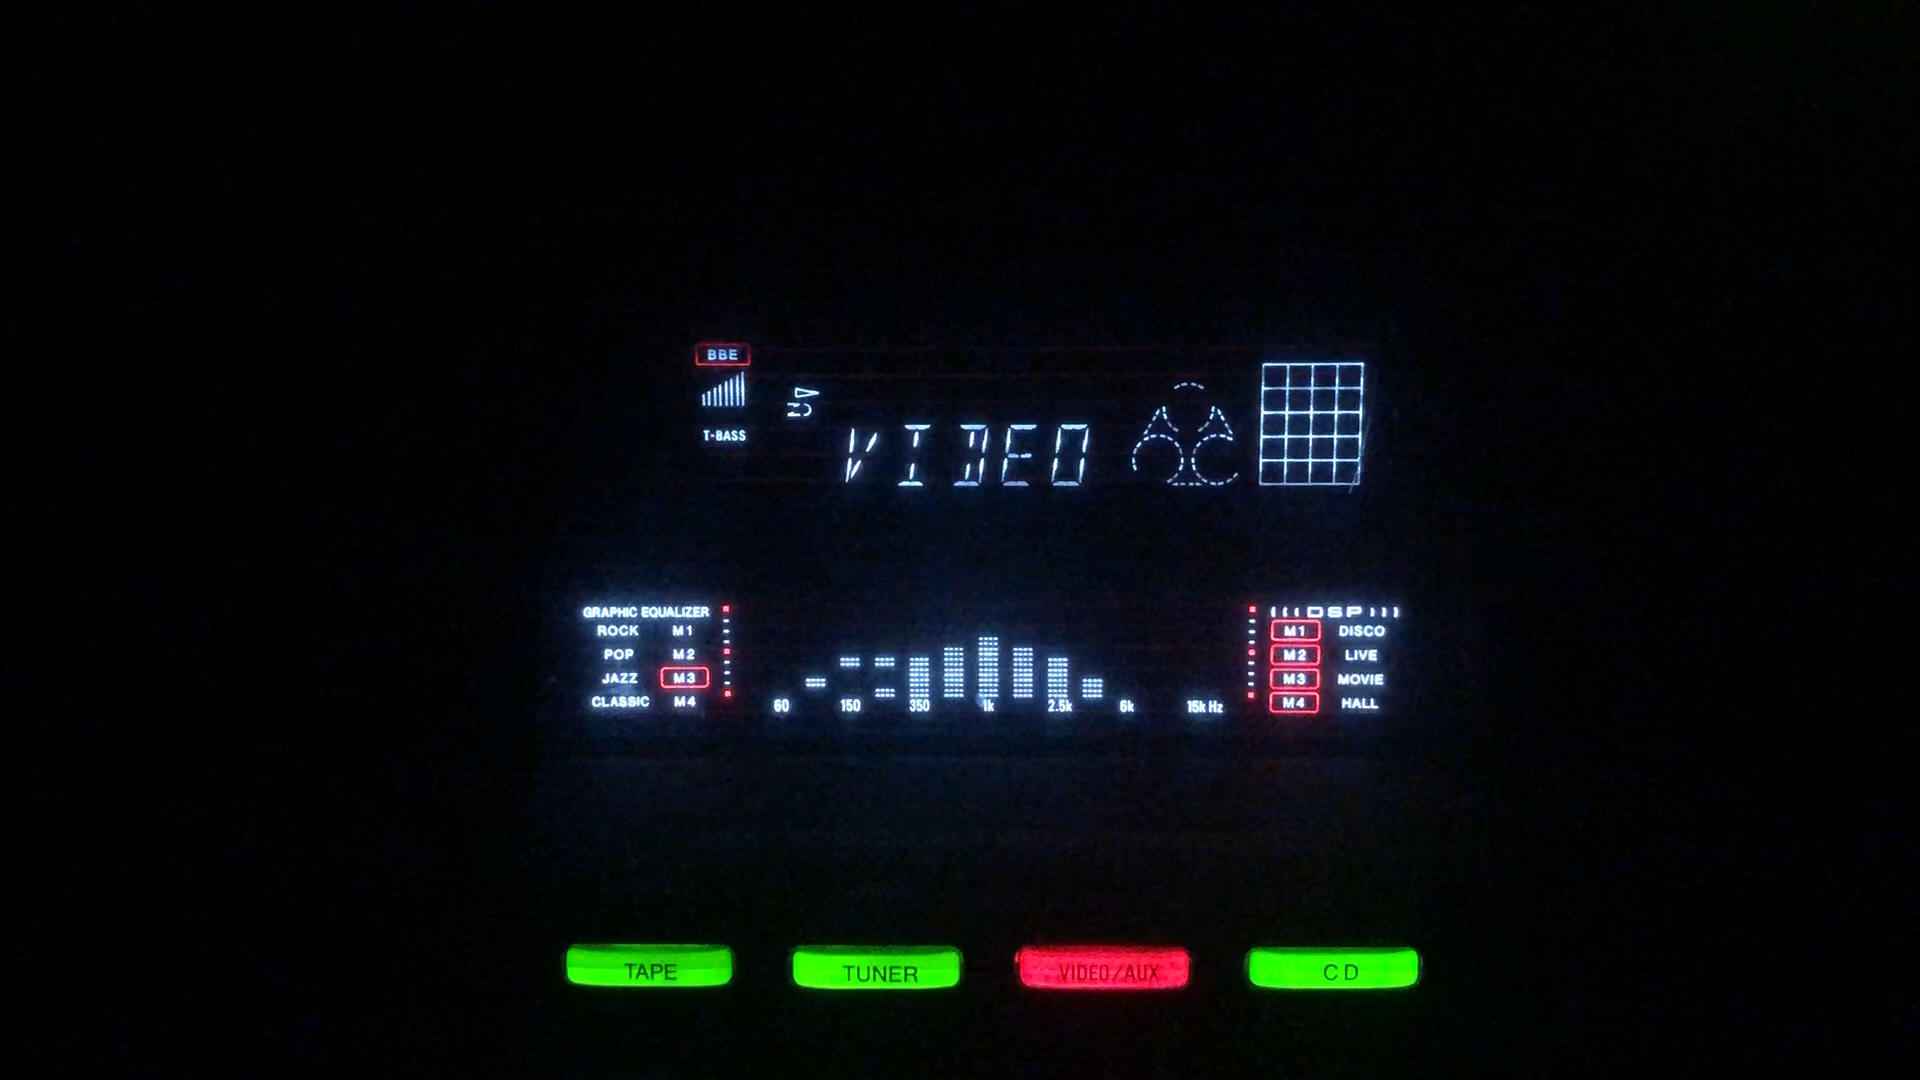 BBE
T-BASS
VIDEO
GRAPHIC EQUALIZER
ROCK M1
POP M2
JAZZ M3
CLASSIC M4
60 150 350 1k 2.5k 6k 15k Hz
DSP
M1 DISCO
M2 LIVE
M3 MOVIE
M4 HALL
TAPE TUNER VIDEO/AUX CD